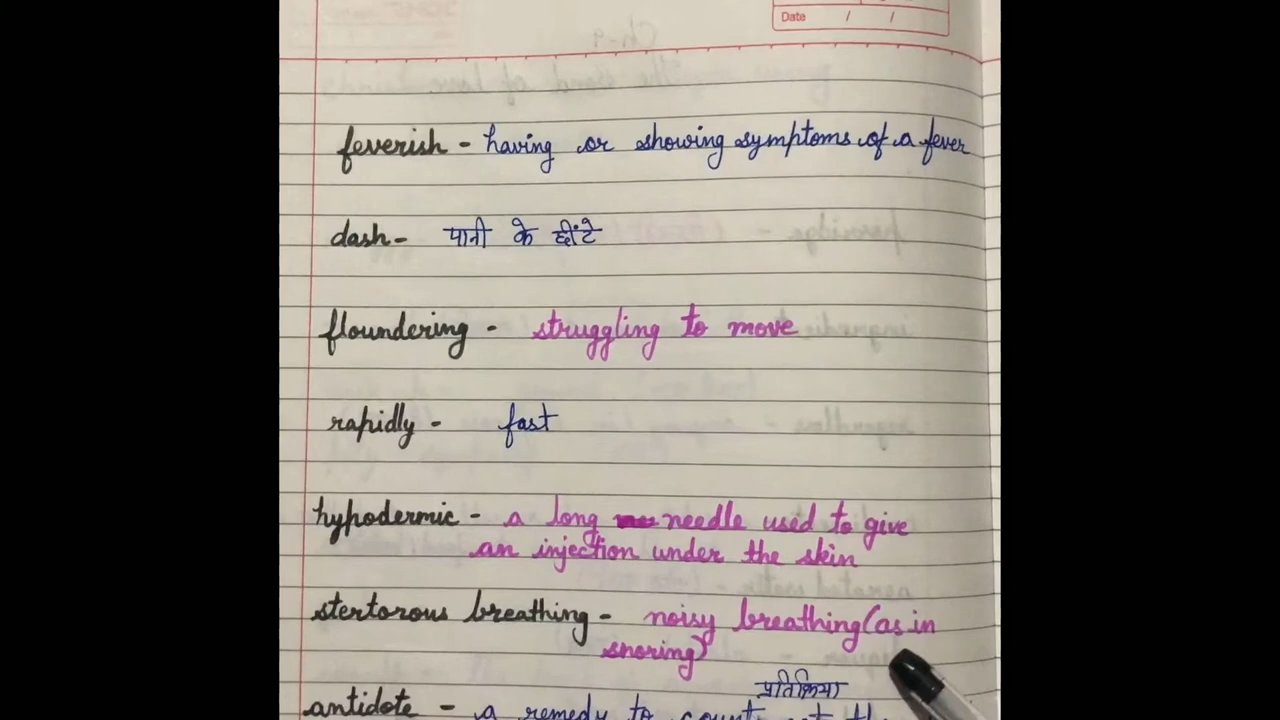 Date / /
feverish - having or showing symptoms of a fever
dash - पानी के छींटे
floundering - struggling to move
rapidly - fast
hypodermic - a long needle used to give
an injection under the skin
stertorous breathing - noisy breathing (as in
snoring)
प्रतिक्रिया
antidote - a remedy to